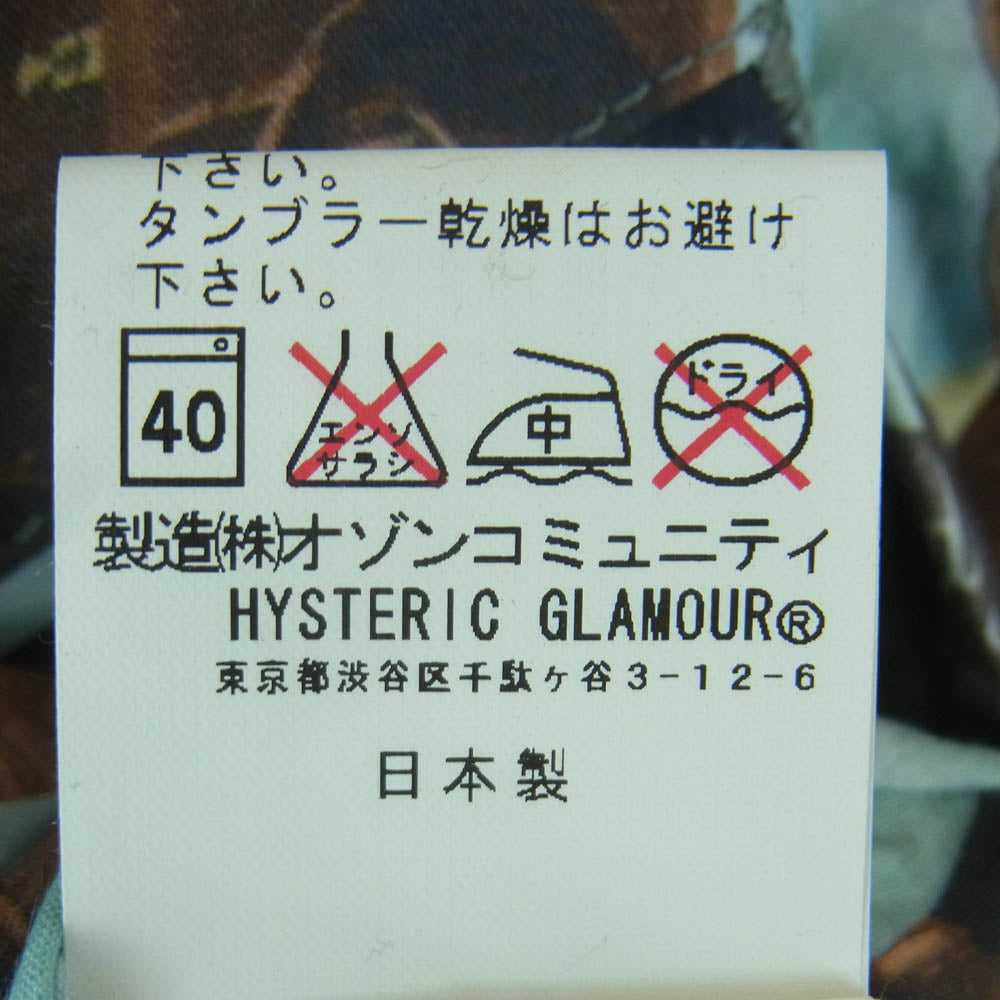 下さい。
タンブラー乾燥はお避け
下さい。
40
エンソ
サラシ
中
ドライ
製造(株)オゾンコミュニティ
HYSTERIC GLAMOUR®
東京都渋谷区千駄ヶ谷3-12-6
日本製